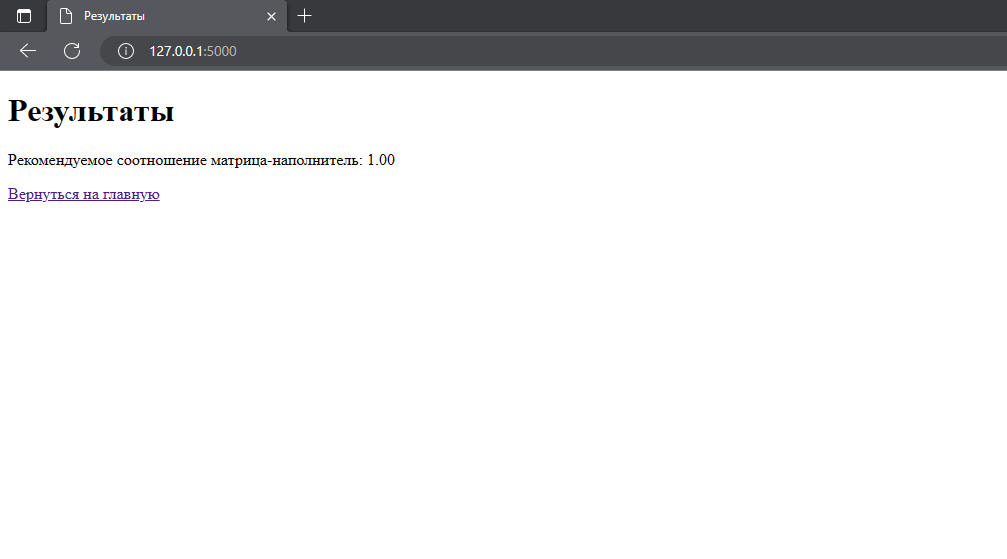 Результаты
127.0.0.1:5000
Результаты
Рекомендуемое соотношение матрица-наполнитель: 1.00
Вернуться на главную